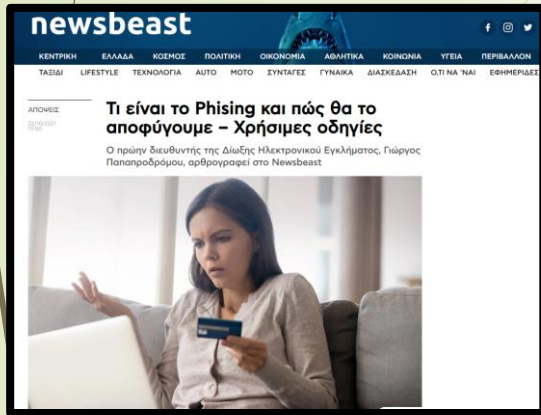 newsbeast
ΚΕΝΤΡΙΚΗ ΕΛΛΑΔΑ ΚΟΣΜΟΣ ΠΟΛΙΤΙΚΗ ΟΙΚΟΝΟΜΙΑ ΑΘΛΗΤΙΚΑ ΚΟΙΝΩΝΙΑ ΥΓΕΙΑ ΠΕΡΙΒΑΛΛΟΝ
ΤΑΞΙΔΙ LIFESTYLE ΤΕΧΝΟΛΟΓΙΑ AUTO MOTO ΣΥΝΤΑΓΕΣ ΓΥΝΑΙΚΑ ΔΙΑΣΚΕΔΑΣΗ Ο,ΤΙ ΝΑ 'ΝΑΙ ΕΦΗΜΕΡΙΔΕΣ
ΑΠΟΨΕΙΣ
Τι είναι το Phising και πώς θα το
αποφύγουμε – Χρήσιμες οδηγίες
Ο πρώην διευθυντής της Δίωξης Ηλεκτρονικού Εγκλήματος, Γιώργος
Παπαπροδρόμου, αρθρογραφεί στο Newsbeast